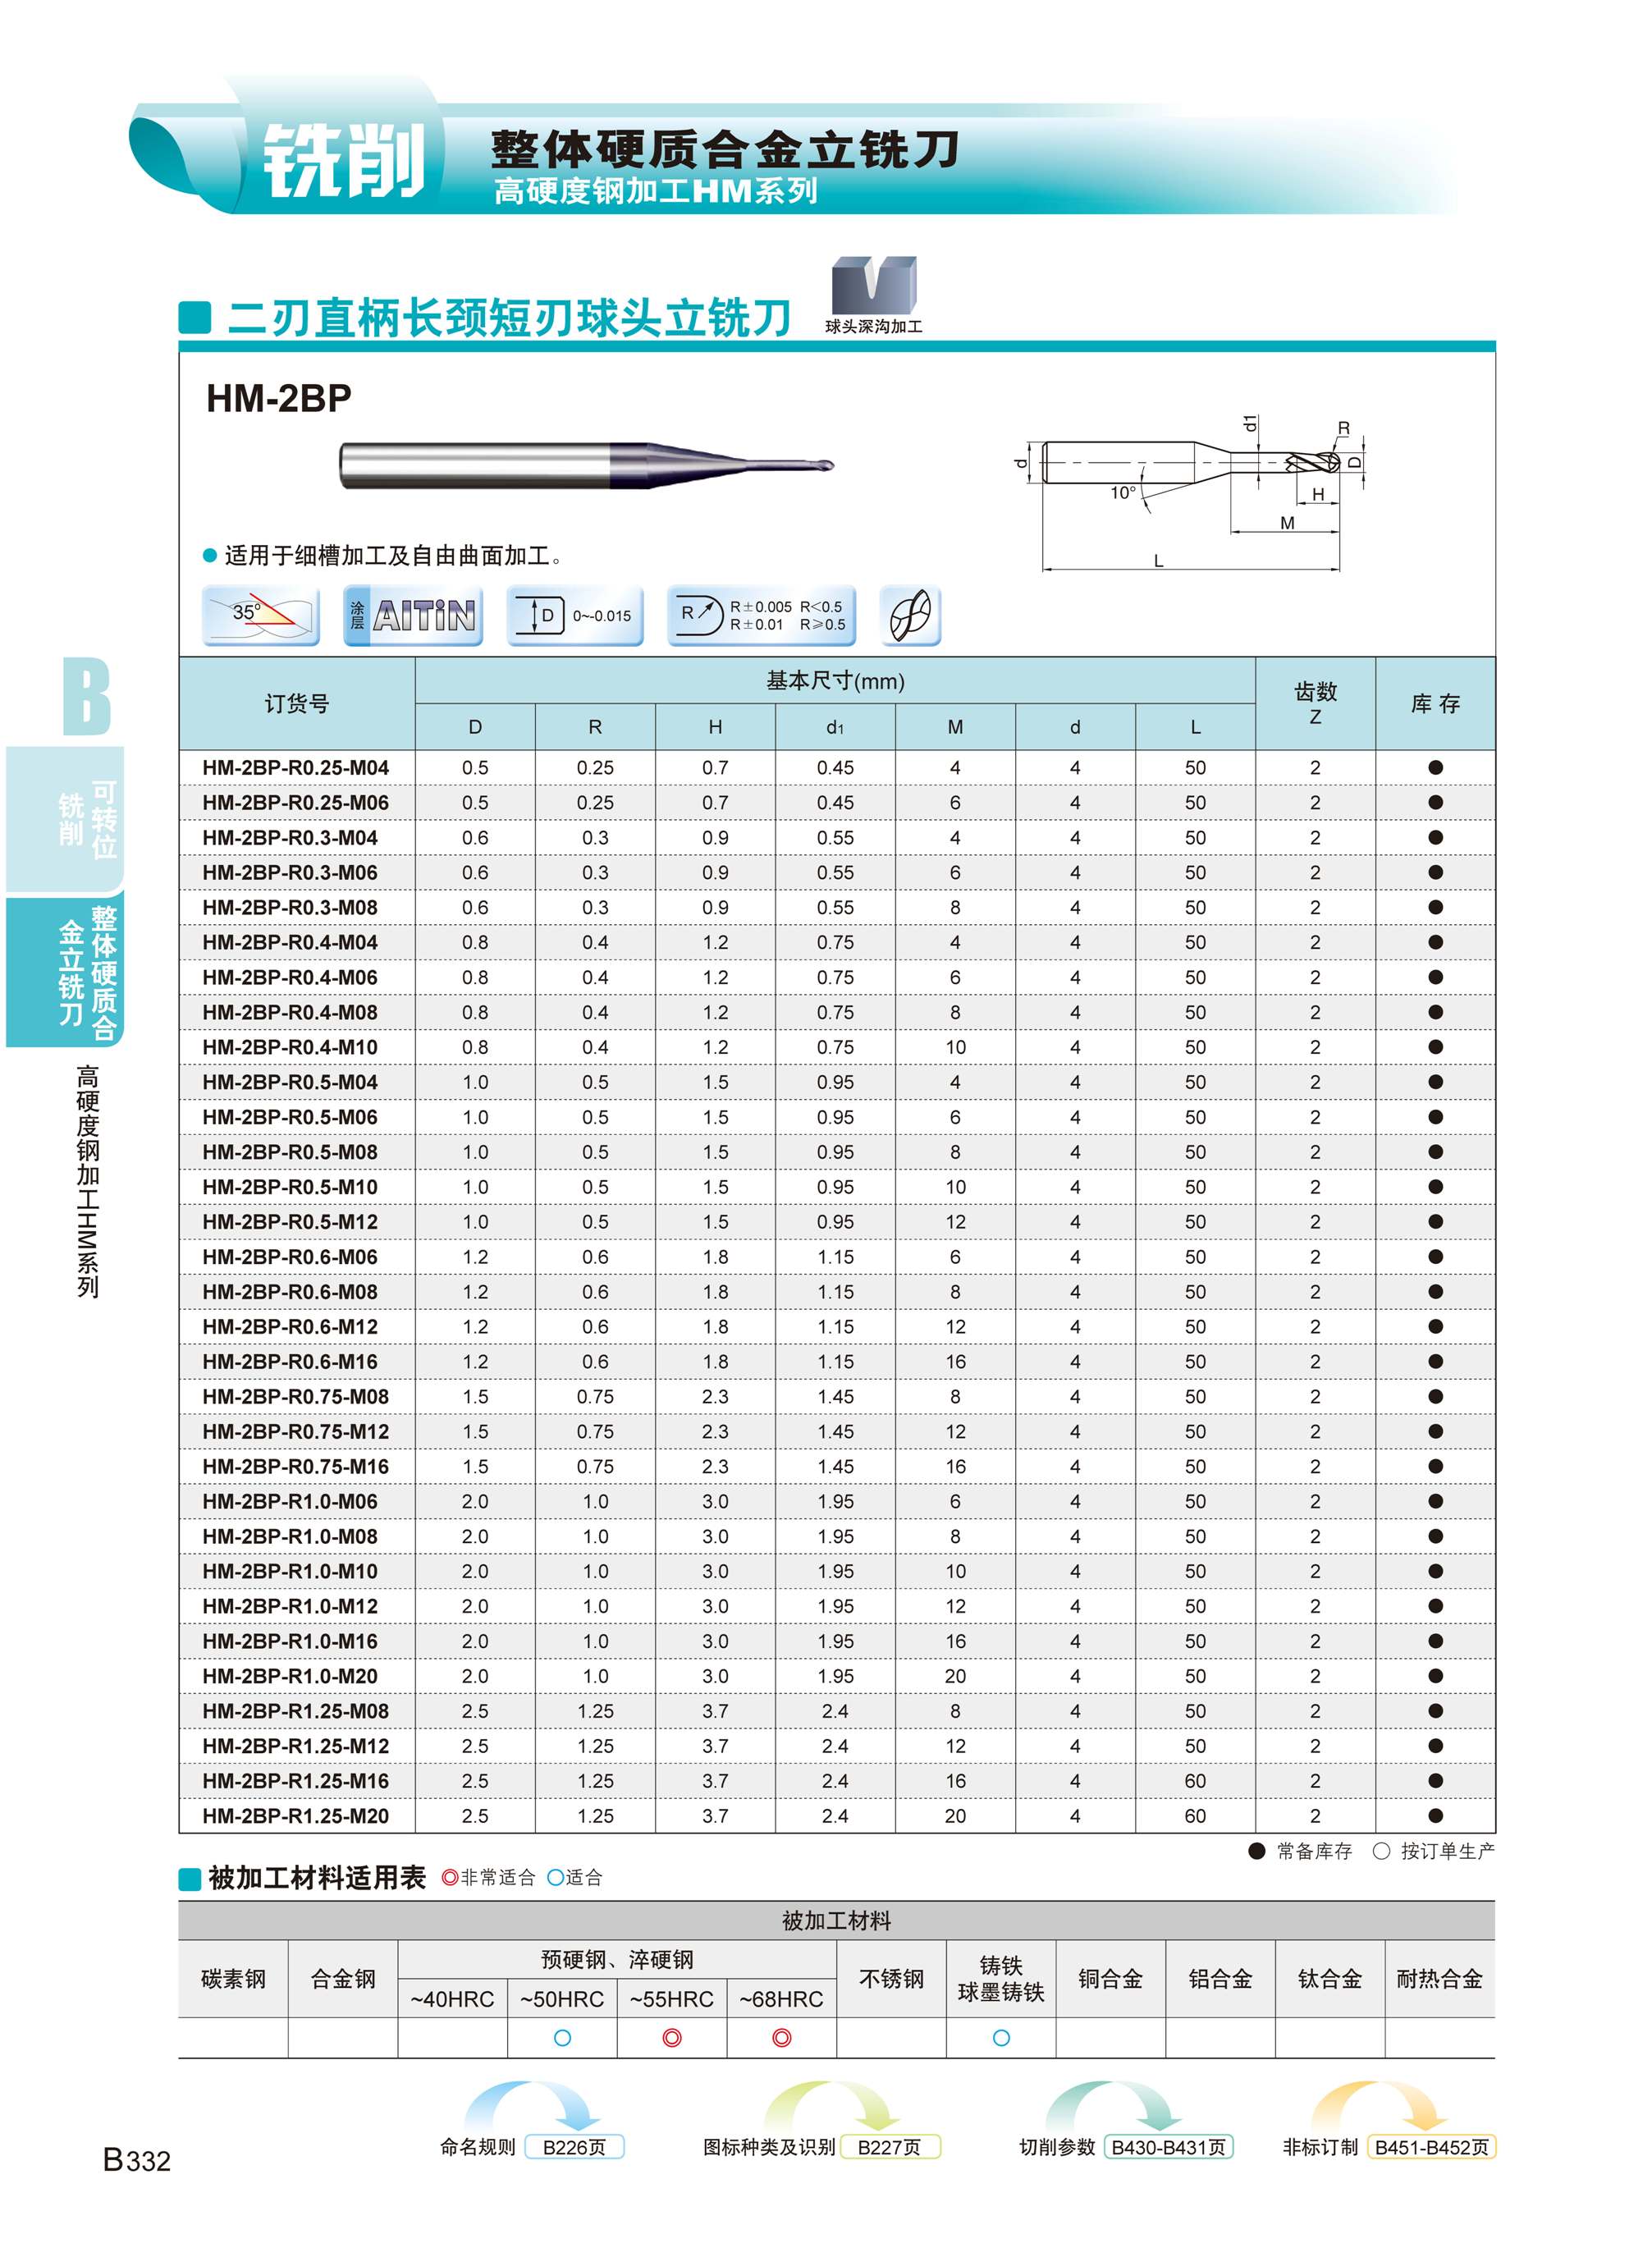 铣削
整体硬质合金立铣刀
高硬度钢加工HM系列
二刃直柄长颈短刃球头立铣刀
球头深沟加工
HM-2BP
d 10° d1 R D H M L
● 适用于细槽加工及自由曲面加工。
35°
涂层 AlTiN
D 0~-0.015
R R±0.005 R<0.5
R±0.01 R≥0.5
订货号 基本尺寸(mm) 齿数 Z 库存
D R H d1 M d L
HM-2BP-R0.25-M04 0.5 0.25 0.7 0.45 4 4 50 2 ●
HM-2BP-R0.25-M06 0.5 0.25 0.7 0.45 6 4 50 2 ●
HM-2BP-R0.3-M04 0.6 0.3 0.9 0.55 4 4 50 2 ●
HM-2BP-R0.3-M06 0.6 0.3 0.9 0.55 6 4 50 2 ●
HM-2BP-R0.3-M08 0.6 0.3 0.9 0.55 8 4 50 2 ●
HM-2BP-R0.4-M04 0.8 0.4 1.2 0.75 4 4 50 2 ●
HM-2BP-R0.4-M06 0.8 0.4 1.2 0.75 6 4 50 2 ●
HM-2BP-R0.4-M08 0.8 0.4 1.2 0.75 8 4 50 2 ●
HM-2BP-R0.4-M10 0.8 0.4 1.2 0.75 10 4 50 2 ●
HM-2BP-R0.5-M04 1.0 0.5 1.5 0.95 4 4 50 2 ●
HM-2BP-R0.5-M06 1.0 0.5 1.5 0.95 6 4 50 2 ●
HM-2BP-R0.5-M08 1.0 0.5 1.5 0.95 8 4 50 2 ●
HM-2BP-R0.5-M10 1.0 0.5 1.5 0.95 10 4 50 2 ●
HM-2BP-R0.5-M12 1.0 0.5 1.5 0.95 12 4 50 2 ●
HM-2BP-R0.6-M06 1.2 0.6 1.8 1.15 6 4 50 2 ●
HM-2BP-R0.6-M08 1.2 0.6 1.8 1.15 8 4 50 2 ●
HM-2BP-R0.6-M12 1.2 0.6 1.8 1.15 12 4 50 2 ●
HM-2BP-R0.6-M16 1.2 0.6 1.8 1.15 16 4 50 2 ●
HM-2BP-R0.75-M08 1.5 0.75 2.3 1.45 8 4 50 2 ●
HM-2BP-R0.75-M12 1.5 0.75 2.3 1.45 12 4 50 2 ●
HM-2BP-R0.75-M16 1.5 0.75 2.3 1.45 16 4 50 2 ●
HM-2BP-R1.0-M06 2.0 1.0 3.0 1.95 6 4 50 2 ●
HM-2BP-R1.0-M08 2.0 1.0 3.0 1.95 8 4 50 2 ●
HM-2BP-R1.0-M10 2.0 1.0 3.0 1.95 10 4 50 2 ●
HM-2BP-R1.0-M12 2.0 1.0 3.0 1.95 12 4 50 2 ●
HM-2BP-R1.0-M16 2.0 1.0 3.0 1.95 16 4 50 2 ●
HM-2BP-R1.0-M20 2.0 1.0 3.0 1.95 20 4 50 2 ●
HM-2BP-R1.25-M08 2.5 1.25 3.7 2.4 8 4 50 2 ●
HM-2BP-R1.25-M12 2.5 1.25 3.7 2.4 12 4 50 2 ●
HM-2BP-R1.25-M16 2.5 1.25 3.7 2.4 16 4 60 2 ●
HM-2BP-R1.25-M20 2.5 1.25 3.7 2.4 20 4 60 2 ●
● 常备库存 ○ 按订单生产
被加工材料适用表 ◎非常适合 ○适合
被加工材料
碳素钢 合金钢 预硬钢、淬硬钢 不锈钢 铸铁 球墨铸铁 铜合金 铝合金 钛合金 耐热合金
~40HRC ~50HRC ~55HRC ~68HRC
○ ◎ ◎ ○
命名规则 B226页
图标种类及识别 B227页
切削参数 B430-B431页
非标订制 B451-B452页
B
可转位
铣削
整体硬质合
金立铣刀
高硬度钢加工HM系列
B332